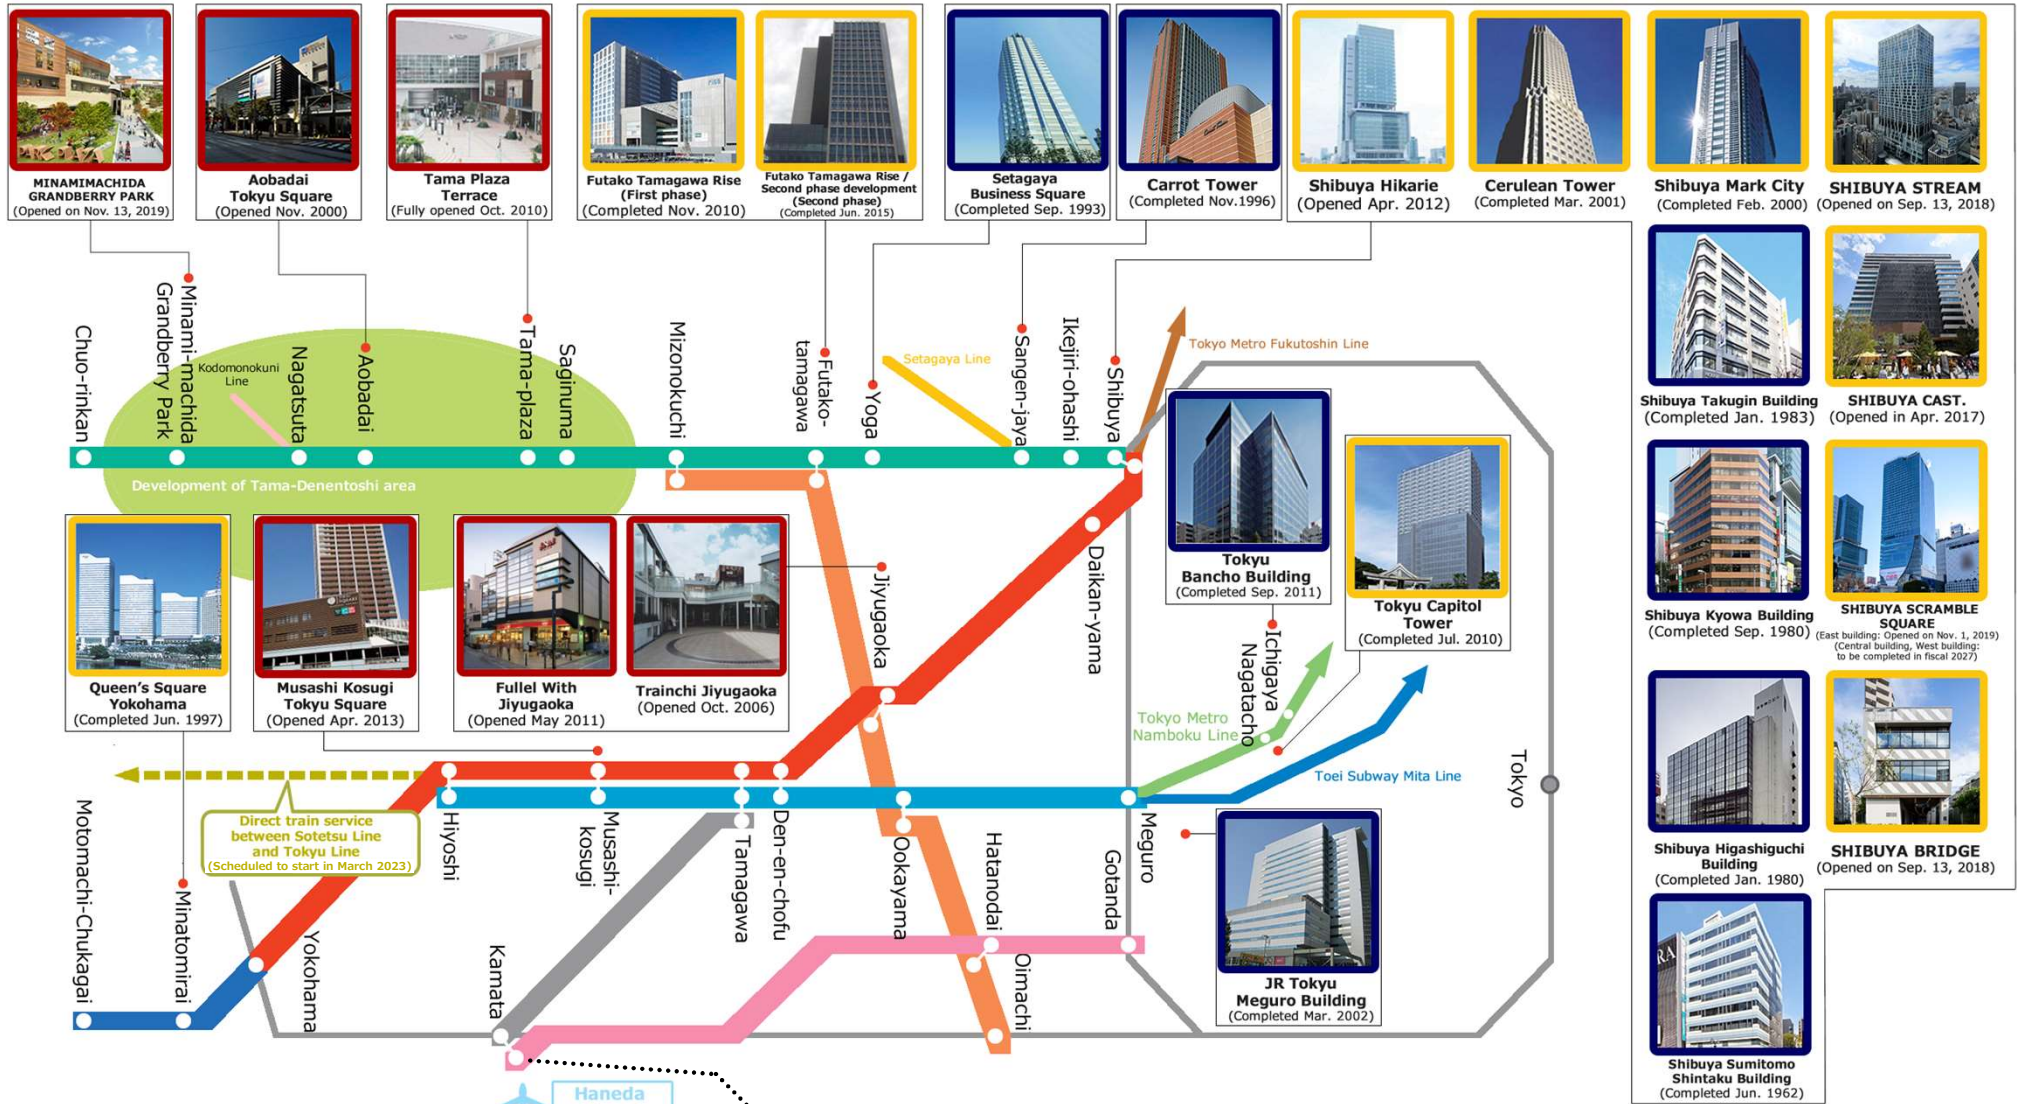 MINAMIMACHIDA
GRANDBERRY PARK
(Opened on Nov. 13, 2019)
Aobadai
Tokyu Square
(Opened Nov. 2000)
Tama Plaza
Terrace
(Fully opened Oct. 2010)
Futako Tamagawa Rise
(First phase)
(Completed Nov. 2010)
Futako Tamagawa Rise /
Second phase development
(Second phase)
(Completed Jun. 2015)
Setagaya
Business Square
(Completed Sep. 1993)
Carrot Tower
(Completed Nov.1996)
Shibuya Hikarie
(Opened Apr. 2012)
Cerulean Tower
(Completed Mar. 2001)
Shibuya Mark City
(Completed Feb. 2000)
SHIBUYA STREAM
(Opened on Sep. 13, 2018)
Shibuya Takugin Building
(Completed Jan. 1983)
SHIBUYA CAST.
(Opened in Apr. 2017)
Shibuya Kyowa Building
(Completed Sep. 1980)
SHIBUYA SCRAMBLE
SQUARE
(East building: Opened on Nov. 1, 2019)
(Central building, West building:
to be completed in fiscal 2027)
Shibuya Higashiguchi
Building
(Completed Jan. 1980)
SHIBUYA BRIDGE
(Opened on Sep. 13, 2018)
Shibuya Sumitomo
Shintaku Building
(Completed Jun. 1962)
Chuo-rinkan
Minami-machida
Grandberry Park
Kodomonokuni
Line
Nagatsuta
Aobadai
Tama-plaza
Saginuma
Mizonokuchi
Futako-
tamagawa
Yoga
Setagaya Line
Sangen-jaya
Ikejiri-ohashi
Shibuya
Tokyo Metro Fukutoshin Line
Development of Tama-Denentoshi area
Queen's Square
Yokohama
(Completed Jun. 1997)
Musashi Kosugi
Tokyu Square
(Opened Apr. 2013)
Fullel With
Jiyugaoka
(Opened May 2011)
Trainchi Jiyugaoka
(Opened Oct. 2006)
Jiyugaoka
Daikan-yama
Tokyu
Bancho Building
(Completed Sep. 2011)
Tokyu Capitol
Tower
(Completed Jul. 2010)
Ichigaya
Nagatacho
Tokyo Metro
Namboku Line
Toei Subway Mita Line
Tokyo
Direct train service
between Sotetsu Line
and Tokyu Line
(Scheduled to start in March 2023)
Motomachi-Chukagai
Minatomirai
Yokohama
Hiyoshi
Musashi-
kosugi
Tamagawa
Den-en-chofu
Ookayama
Hatanodai
Gotanda
Meguro
Kamata
Oimachi
JR Tokyu
Meguro Building
(Completed Mar. 2002)
Haneda